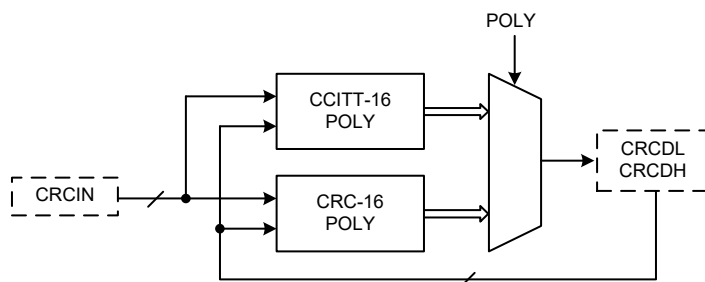 POLY
CCITT-16
POLY
CRCDL
CRCDH
CRCIN
CRC-16
POLY